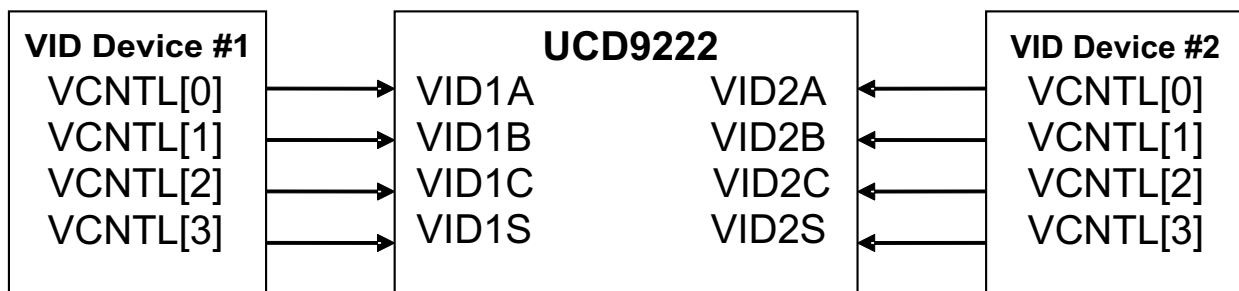 VID Device #1
VCNTL[0]
VCNTL[1]
VCNTL[2]
VCNTL[3]
UCD9222
VID1A VID2A
VID1B VID2B
VID1C VID2C
VID1S VID2S
VID Device #2
VCNTL[0]
VCNTL[1]
VCNTL[2]
VCNTL[3]